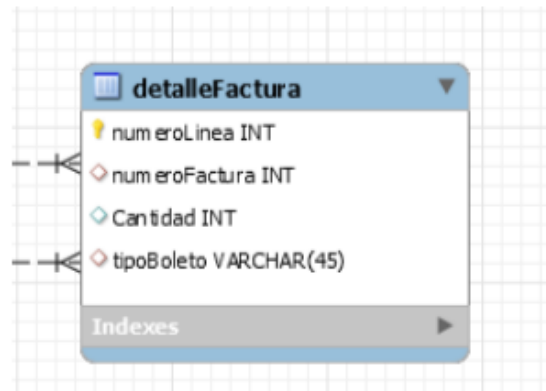 detalleFactura
numeroLinea INT
numeroFactura INT
Cantidad INT
tipoBoleto VARCHAR(45)
Indexes